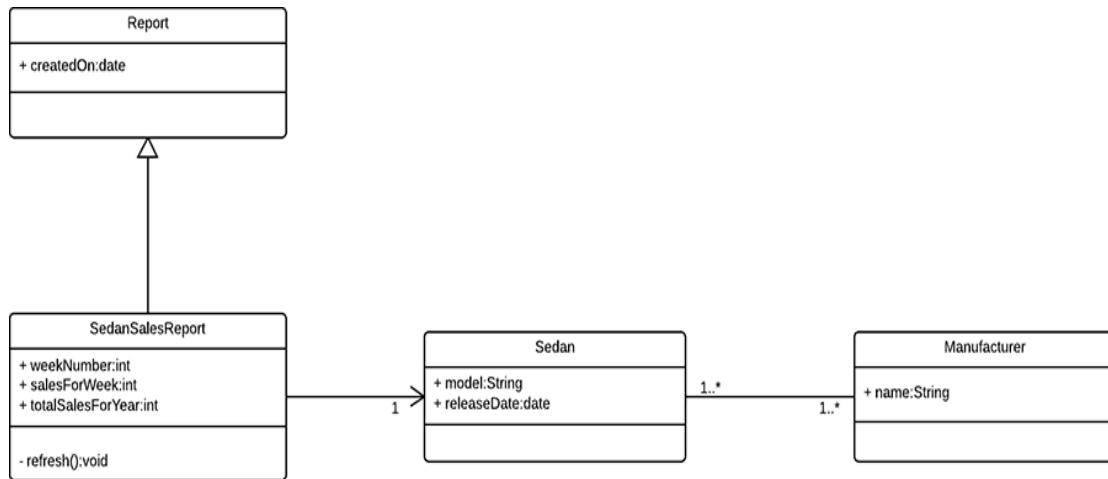 Report
+ createdOn:date
SedanSalesReport
+ weekNumber:int
+ salesForWeek:int
+ totalSalesForYear:int
- refresh():void
1
Sedan
+ model:String
+ releaseDate:date
1..*
1..*
Manufacturer
+ name:String